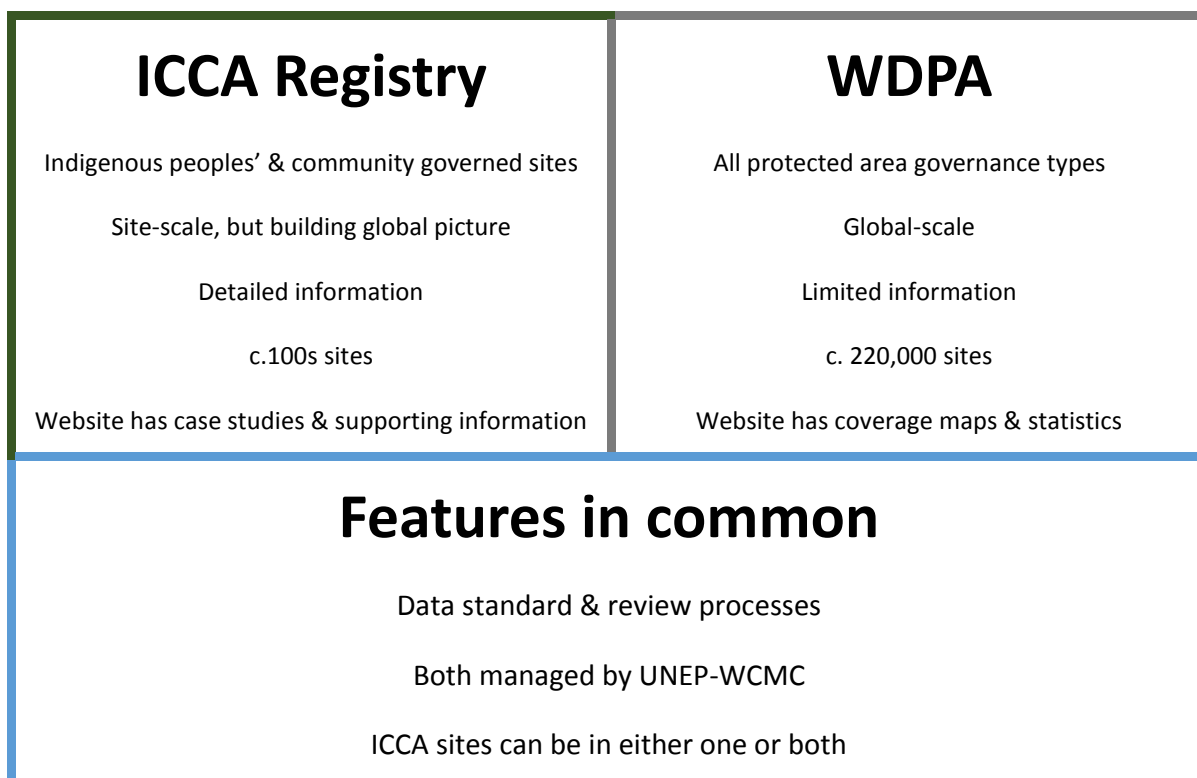 ICCA Registry
Indigenous peoples’ & community governed sites
Site-scale, but building global picture
Detailed information
c.100s sites
Website has case studies & supporting information
WDPA
All protected area governance types
Global-scale
Limited information
c. 220,000 sites
Website has coverage maps & statistics
Features in common
Data standard & review processes
Both managed by UNEP-WCMC
ICCA sites can be in either one or both